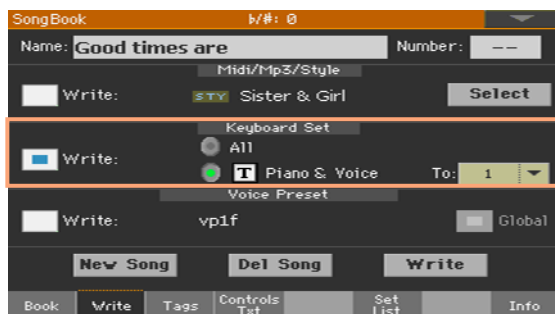 SongBook ♭/#: 0
Name: Good times are Number: --
Midi/Mp3/Style
Write: STY Sister & Girl Select
Keyboard Set
All
Write: T Piano & Voice To: 1
Voice Preset
Write: vp1f Global
New Song Del Song Write
Book Write Tags Controls Txt Set List Info